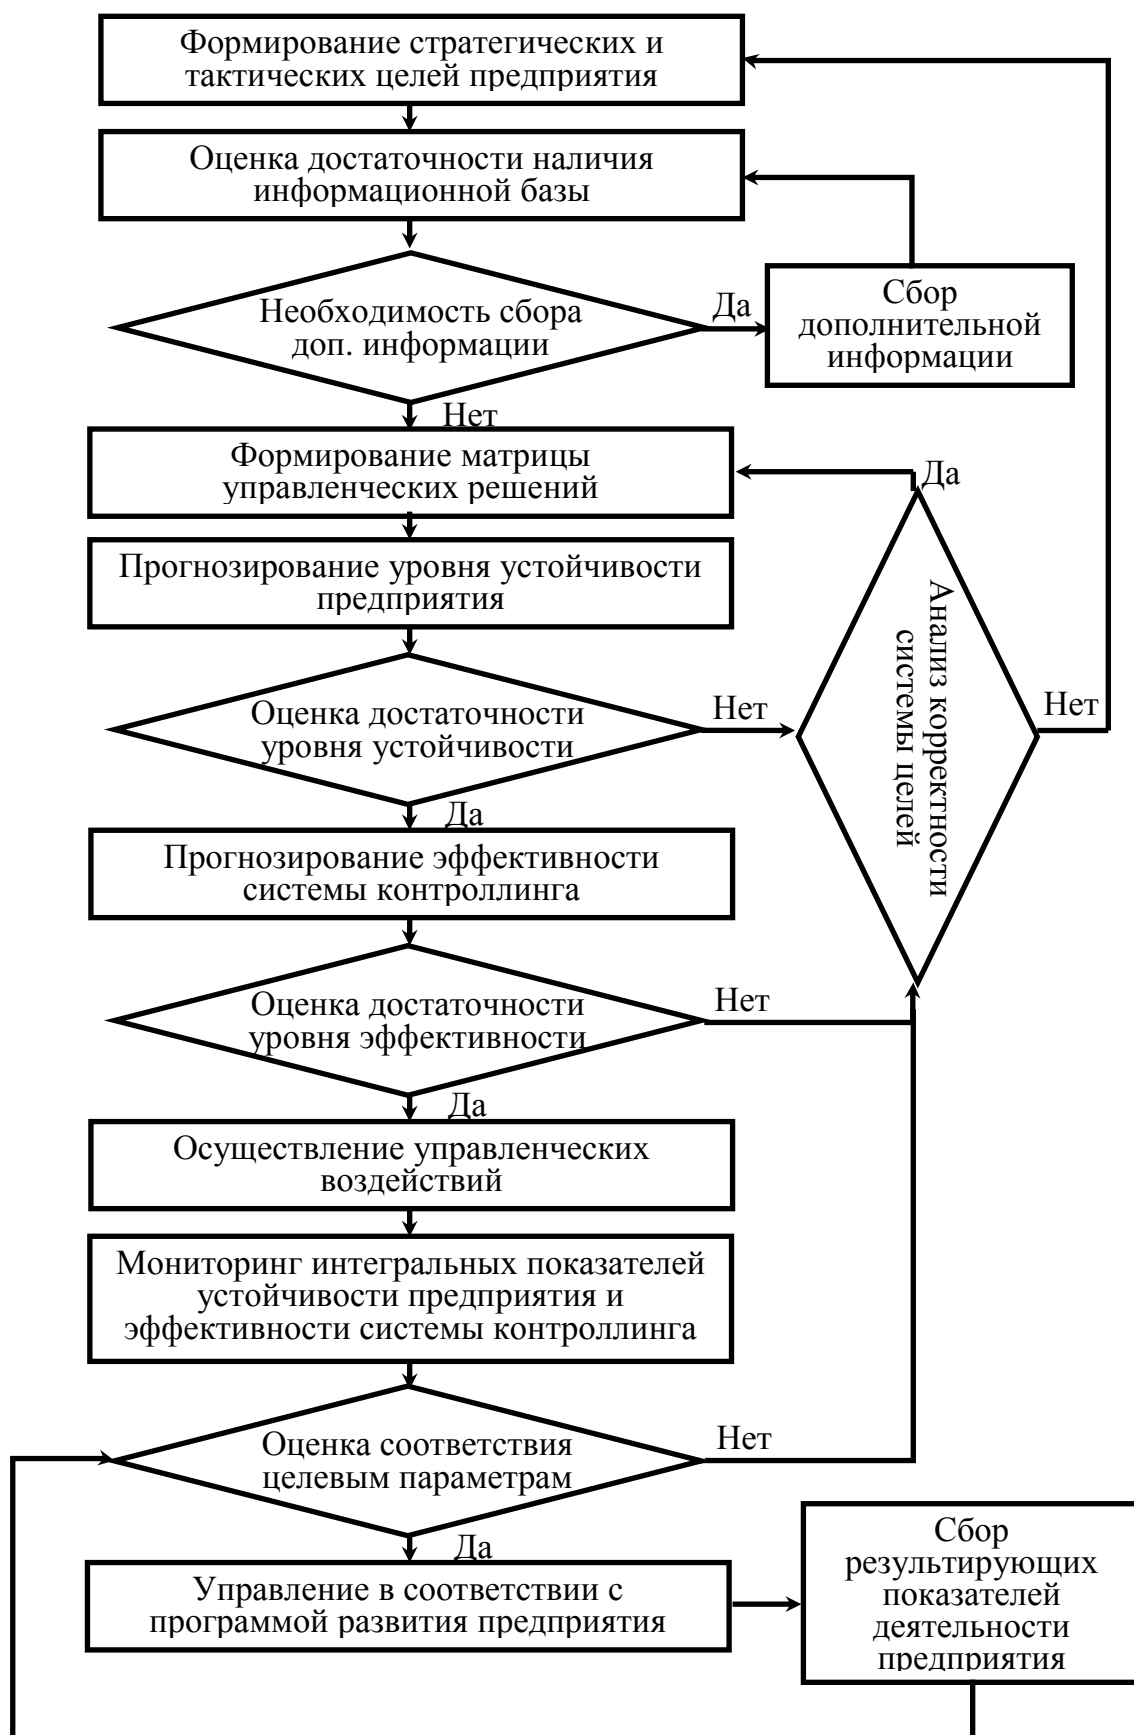 Формирование стратегических и
тактических целей предприятия
Оценка достаточности наличия
информационной базы
Необходимость сбора
доп. информации
Да
Сбор
дополнительной
информации
Нет
Формирование матрицы
управленческих решений
Да
Прогнозирование уровня устойчивости
предприятия
Анализ корректности
системы целей
Оценка достаточности
уровня устойчивости
Нет
Нет
Да
Прогнозирование эффективности
системы контроллинга
Оценка достаточности
уровня эффективности
Нет
Да
Осуществление управленческих
воздействий
Мониторинг интегральных показателей
устойчивости предприятия и
эффективности системы контроллинга
Оценка соответствия
целевым параметрам
Нет
Да
Управление в соответствии с
программой развития предприятия
Сбор
результирующих
показателей
деятельности
предприятия